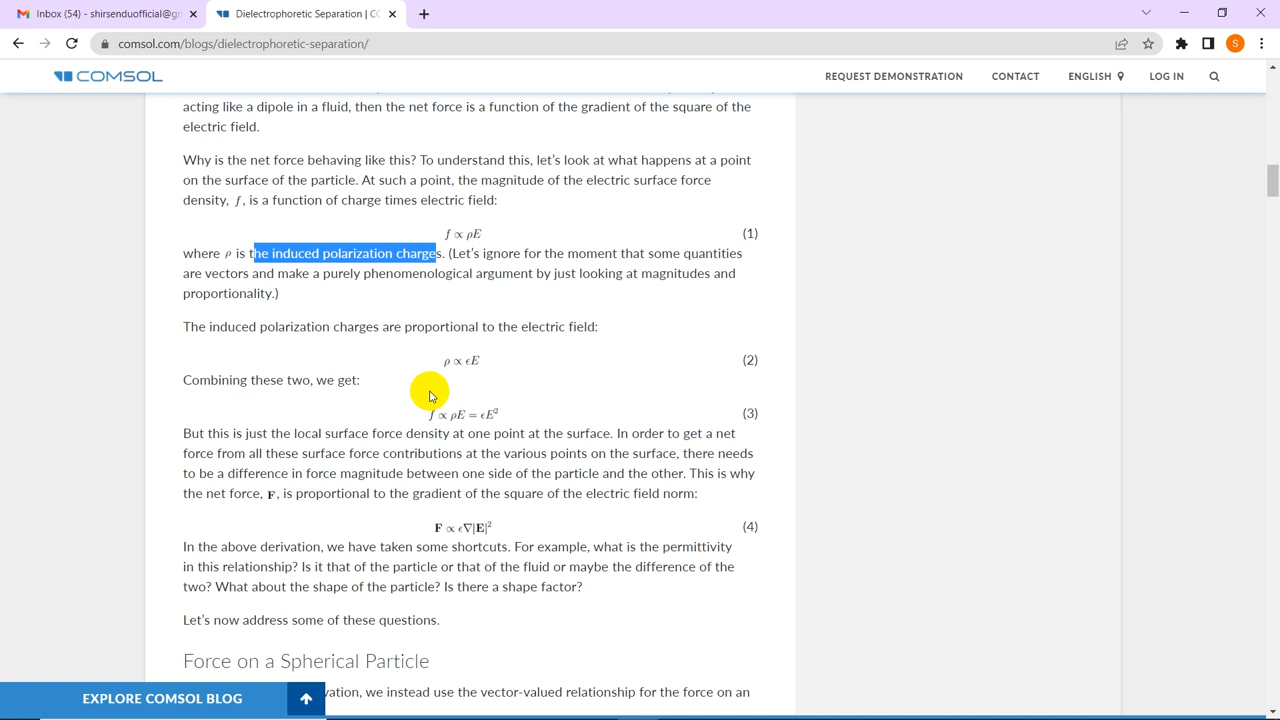 Inbox (54) - shirsenduofficial@gm
Dielectrophoretic Separation | CO
comsol.com/blogs/dielectrophoretic-separation/
S
COMSOL
REQUEST DEMONSTRATION
CONTACT
ENGLISH
LOG IN
acting like a dipole in a fluid, then the net force is a function of the gradient of the square of the
electric field.
Why is the net force behaving like this? To understand this, let's look at what happens at a point
on the surface of the particle. At such a point, the magnitude of the electric surface force
density, f, is a function of charge times electric field:
f ∝ ρE (1)
where ρ is the induced polarization charges. (Let's ignore for the moment that some quantities
are vectors and make a purely phenomenological argument by just looking at magnitudes and
proportionality.)
The induced polarization charges are proportional to the electric field:
ρ ∝ ϵE (2)
Combining these two, we get:
f ∝ ρE = ϵE² (3)
But this is just the local surface force density at one point at the surface. In order to get a net
force from all these surface force contributions at the various points on the surface, there needs
to be a difference in force magnitude between one side of the particle and the other. This is why
the net force, F, is proportional to the gradient of the square of the electric field norm:
F ∝ ϵ∇|E|² (4)
In the above derivation, we have taken some shortcuts. For example, what is the permittivity
in this relationship? Is it that of the particle or that of the fluid or maybe the difference of the
two? What about the shape of the particle? Is there a shape factor?
Let's now address some of these questions.
Force on a Spherical Particle
vation, we instead use the vector-valued relationship for the force on an
EXPLORE COMSOL BLOG